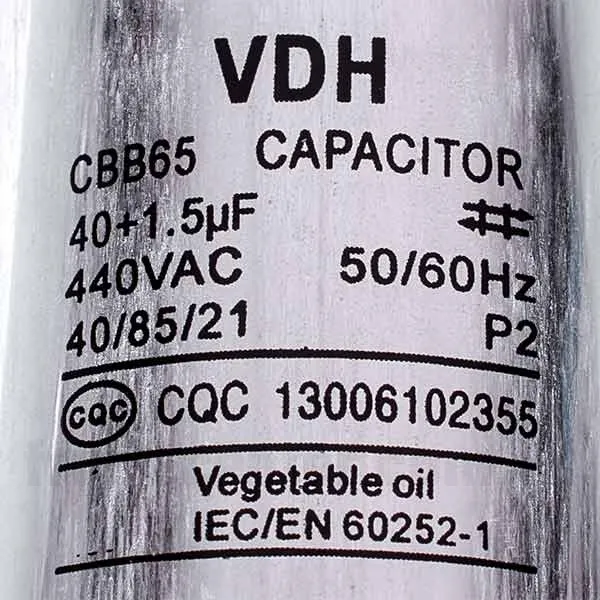 VDH
CBB65 CAPACITOR
40+1.5µF
440VAC 50/60Hz
40/85/21 P2
CQC CQC 13006102355
Vegetable oil
IEC/EN 60252-1